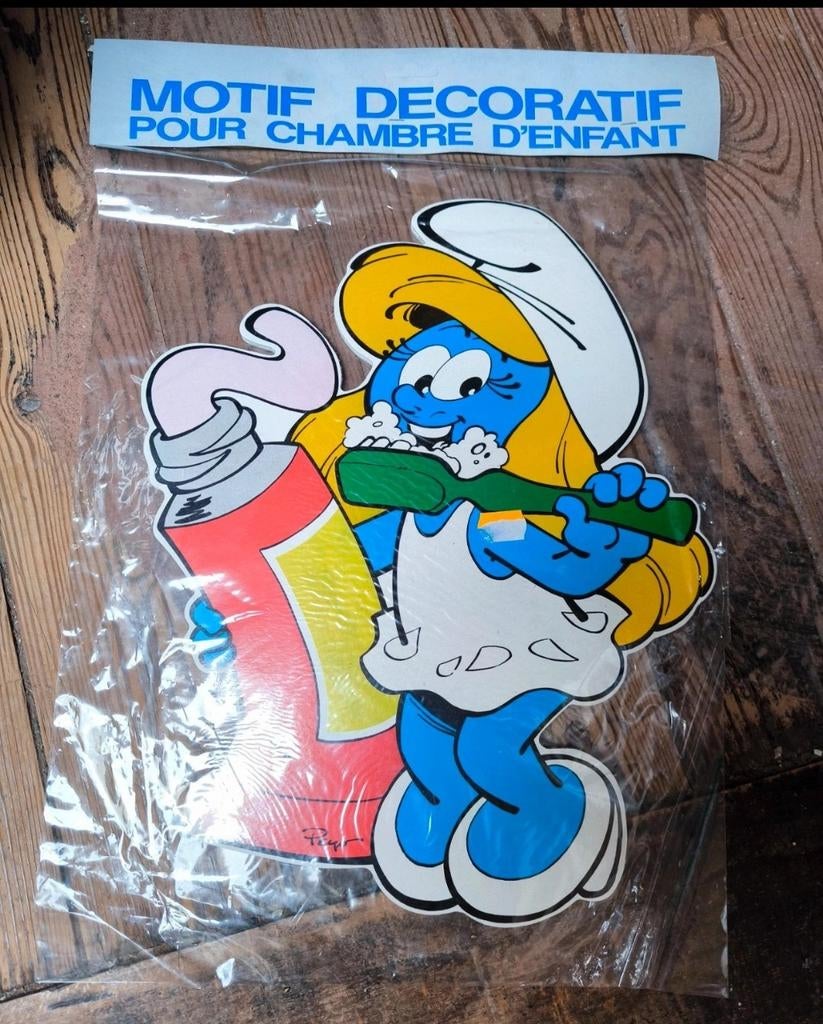 MOTIF DECORATIF
POUR CHAMBRE D'ENFANT
Peyo